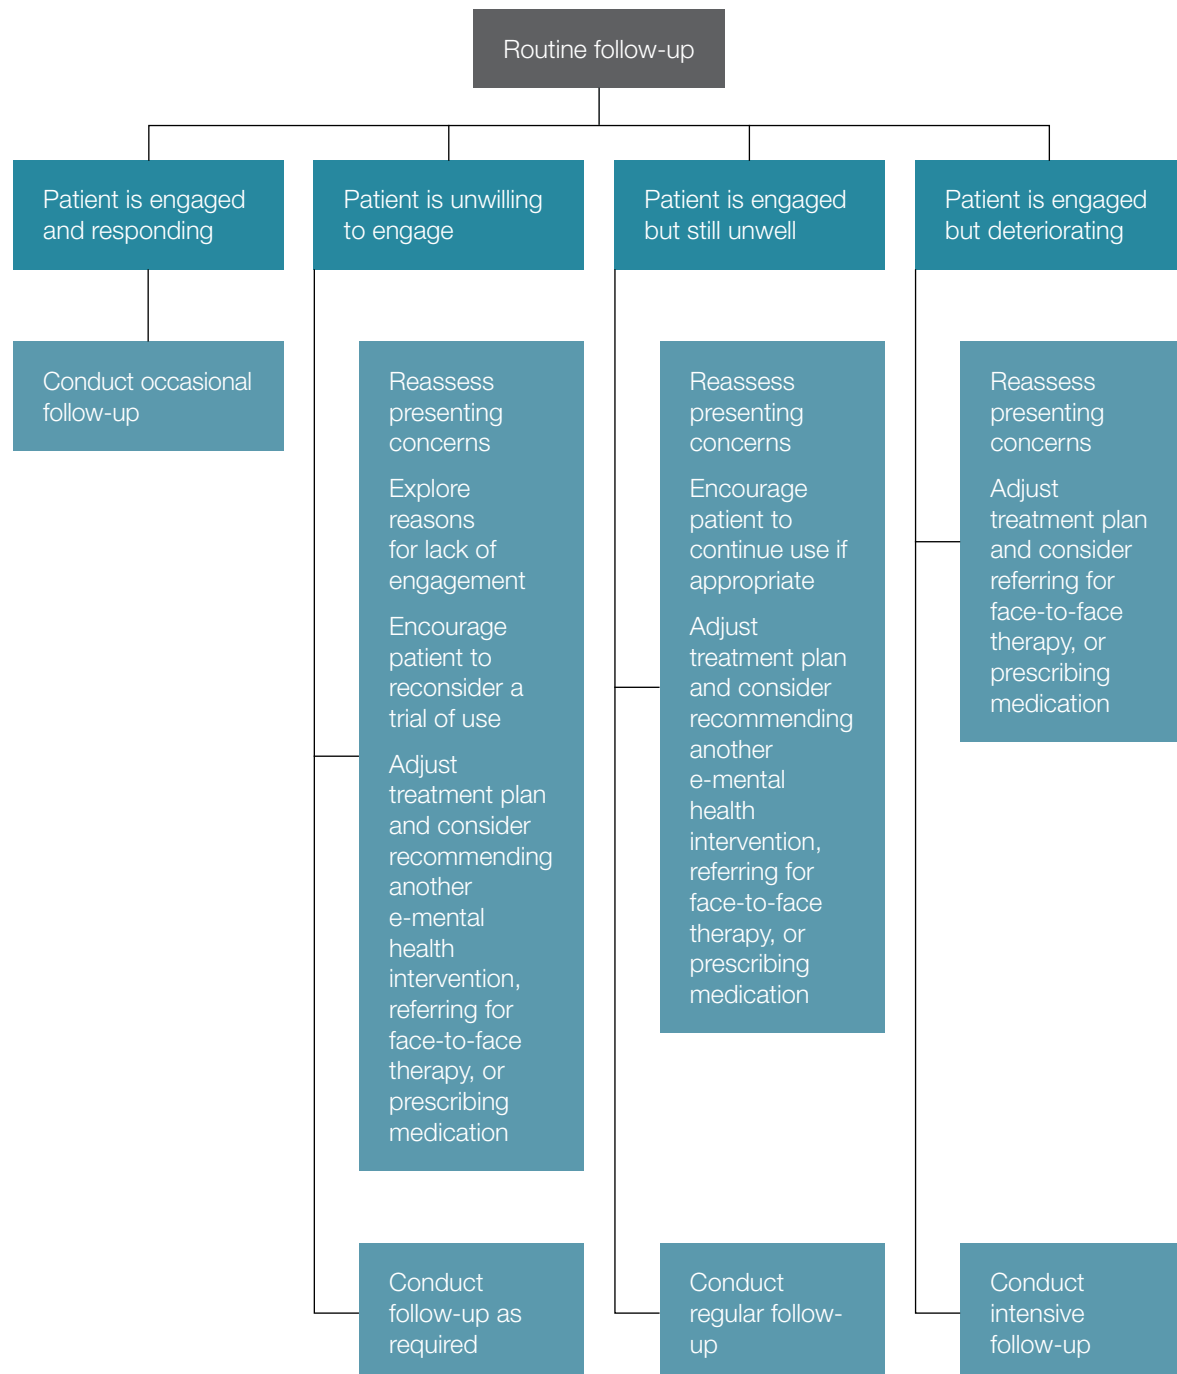 Routine follow-up
Patient is engaged
and responding
Patient is unwilling
to engage
Patient is engaged
but still unwell
Patient is engaged
but deteriorating
Conduct occasional
follow-up
Reassess
presenting
concerns
Explore
reasons
for lack of
engagement
Encourage
patient to
reconsider a
trial of use
Adjust
treatment plan
and consider
recommending
another
e-mental
health
intervention,
referring for
face-to-face
therapy, or
prescribing
medication
Conduct
follow-up as
required
Reassess
presenting
concerns
Encourage
patient to
continue use if
appropriate
Adjust
treatment plan
and consider
recommending
another
e-mental
health
intervention,
referring for
face-to-face
therapy, or
prescribing
medication
Conduct
regular follow-
up
Reassess
presenting
concerns
Adjust
treatment plan
and consider
referring for
face-to-face
therapy, or
prescribing
medication
Conduct
intensive
follow-up